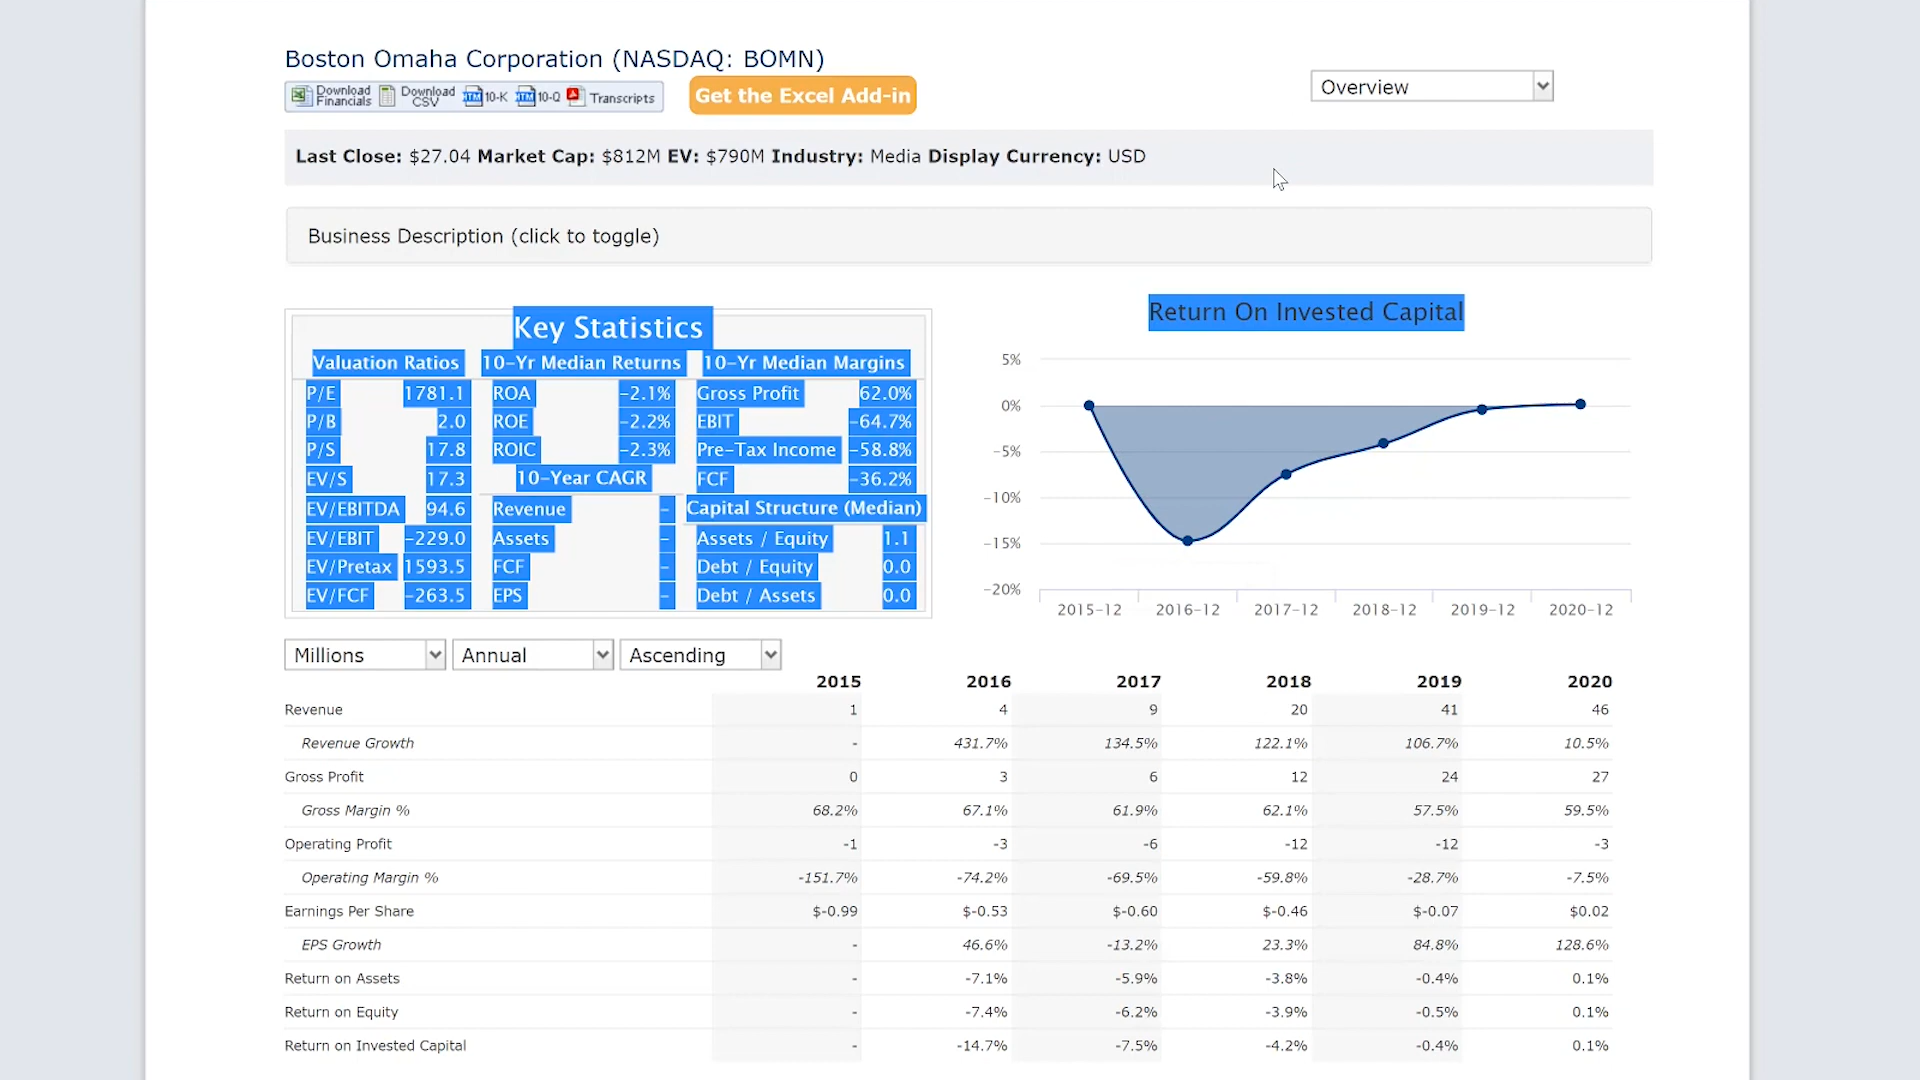 Boston Omaha Corporation (NASDAQ: BOMN)
Download Financials Download CSV 10-K 10-Q Transcripts
Get the Excel Add-in
Overview
Last Close: $27.04 Market Cap: $812M EV: $790M Industry: Media Display Currency: USD
Business Description (click to toggle)
Key Statistics
Valuation Ratios 10-Yr Median Returns 10-Yr Median Margins
P/E 1781.1 ROA -2.1% Gross Profit 62.0%
P/B 2.0 ROE -2.2% EBIT -64.7%
P/S 17.8 ROIC -2.3% Pre-Tax Income -58.8%
EV/S 17.3 10-Year CAGR FCF -36.2%
EV/EBITDA 94.6 Revenue - Capital Structure (Median)
EV/EBIT -229.0 Assets - Assets / Equity 1.1
EV/Pretax 1593.5 FCF - Debt / Equity 0.0
EV/FCF -263.5 EPS - Debt / Assets 0.0
Return On Invested Capital
5%
0%
-5%
-10%
-15%
-20%
2015-12 2016-12 2017-12 2018-12 2019-12 2020-12
Millions Annual Ascending
2015 2016 2017 2018 2019 2020
Revenue 1 4 9 20 41 46
Revenue Growth - 431.7% 134.5% 122.1% 106.7% 10.5%
Gross Profit 0 3 6 12 24 27
Gross Margin % 68.2% 67.1% 61.9% 62.1% 57.5% 59.5%
Operating Profit -1 -3 -6 -12 -12 -3
Operating Margin % -151.7% -74.2% -69.5% -59.8% -28.7% -7.5%
Earnings Per Share $-0.99 $-0.53 $-0.60 $-0.46 $-0.07 $0.02
EPS Growth - 46.6% -13.2% 23.3% 84.8% 128.6%
Return on Assets - -7.1% -5.9% -3.8% -0.4% 0.1%
Return on Equity - -7.4% -6.2% -3.9% -0.5% 0.1%
Return on Invested Capital - -14.7% -7.5% -4.2% -0.4% 0.1%